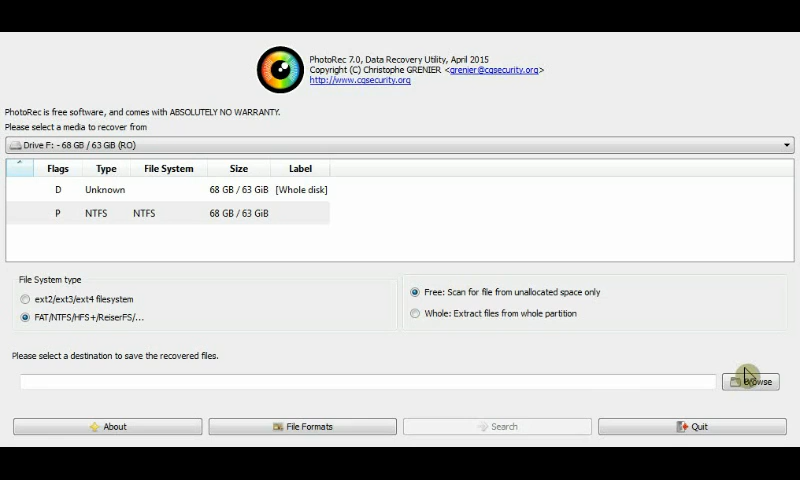 PhotoRec 7.0, Data Recovery Utility, April 2015
Copyright (C) Christophe GRENIER <grenier@cgsecurity.org>
http://www.cgsecurity.org
PhotoRec is free software, and comes with ABSOLUTELY NO WARRANTY.
Please select a media to recover from
Drive F: - 68 GB / 63 GiB (RO)
Flags Type File System Size Label
D Unknown 68 GB / 63 GiB [Whole disk]
P NTFS NTFS 68 GB / 63 GiB
File System type
ext2/ext3/ext4 filesystem
FAT/NTFS/HFS+/ReiserFS/...
Free: Scan for file from unallocated space only
Whole: Extract files from whole partition
Please select a destination to save the recovered files.
Browse
About
File Formats
Search
Quit